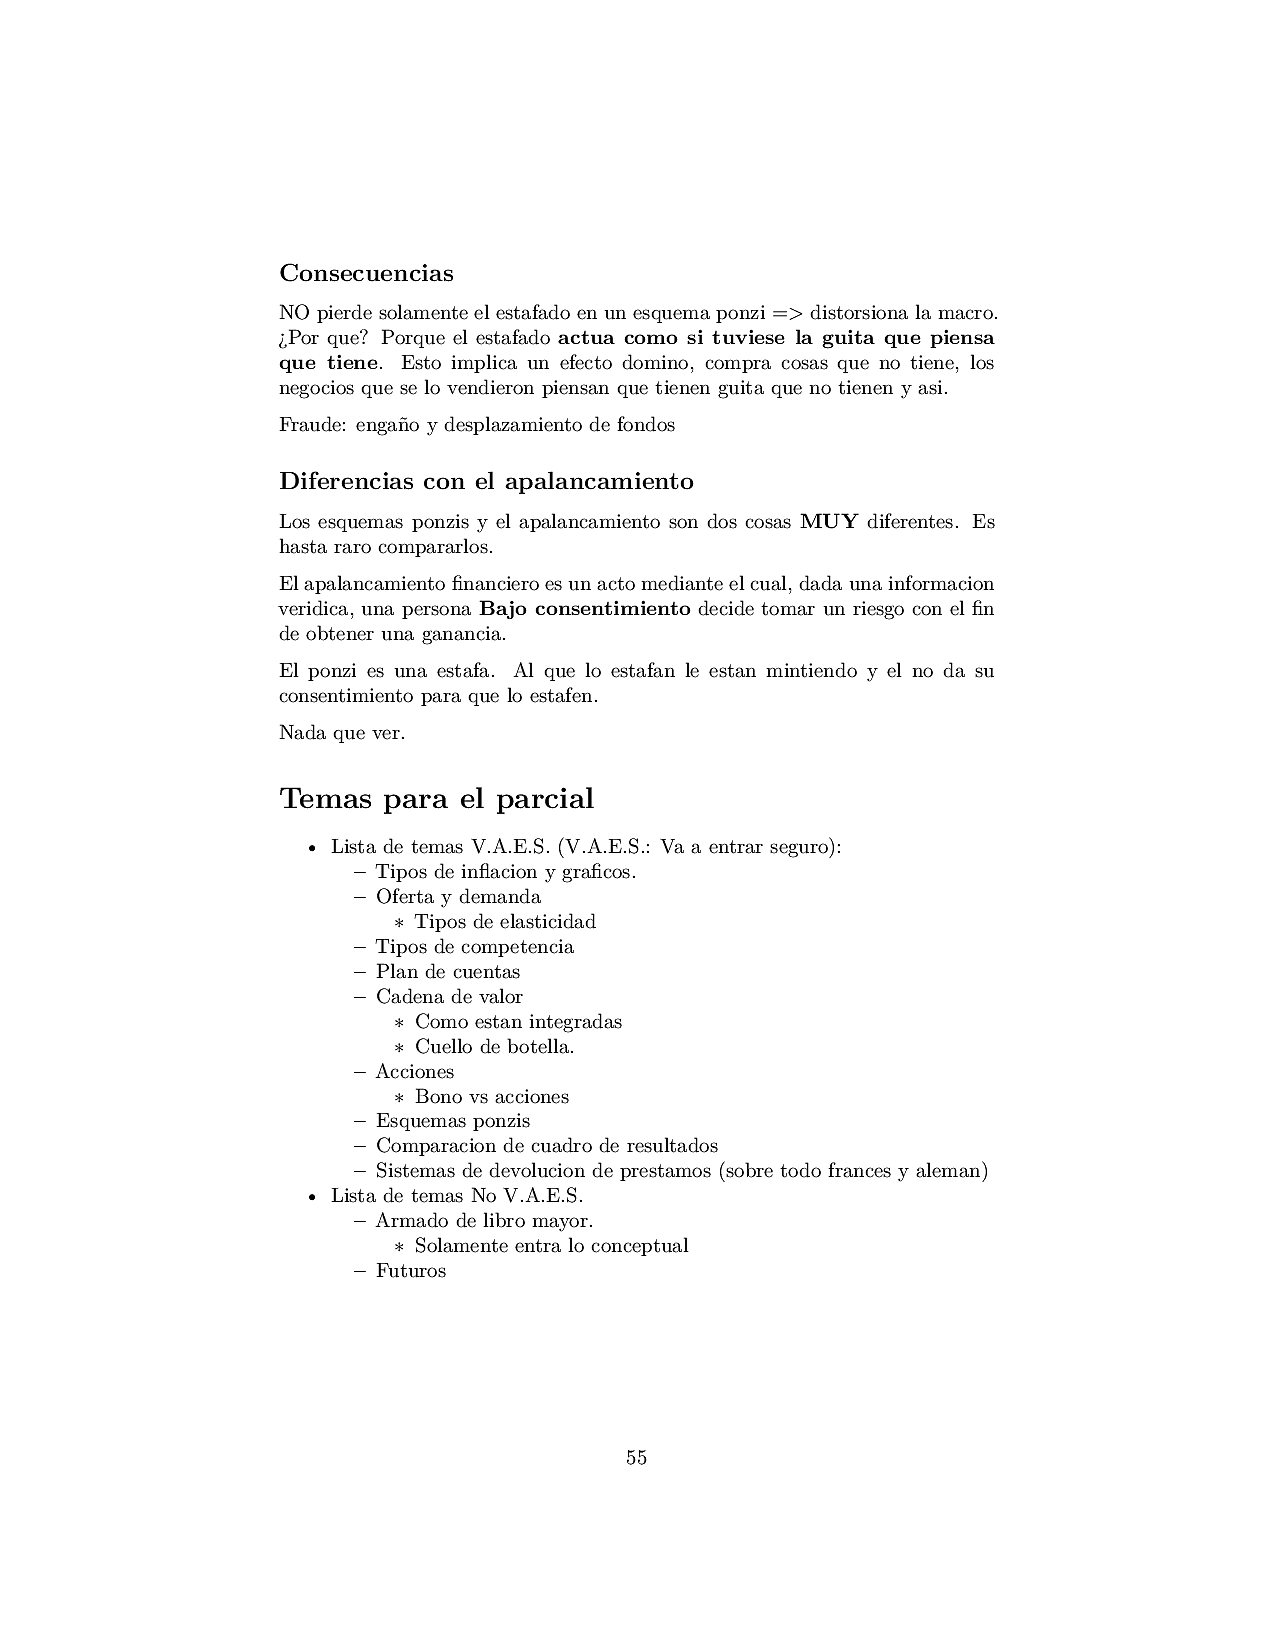 Consecuencias
NO pierde solamente el estafado en un esquema ponzi => distorsiona la macro.
¿Por que? Porque el estafado actua como si tuviese la guita que piensa
que tiene. Esto implica un efecto domino, compra cosas que no tiene, los
negocios que se lo vendieron piensan que tienen guita que no tienen y asi.
Fraude: engaño y desplazamiento de fondos
Diferencias con el apalancamiento
Los esquemas ponzis y el apalancamiento son dos cosas MUY diferentes. Es
hasta raro compararlos.
El apalancamiento financiero es un acto mediante el cual, dada una informacion
veridica, una persona Bajo consentimiento decide tomar un riesgo con el fin
de obtener una ganancia.
El ponzi es una estafa. Al que lo estafan le estan mintiendo y el no da su
consentimiento para que lo estafen.
Nada que ver.
Temas para el parcial
• Lista de temas V.A.E.S. (V.A.E.S.: Va a entrar seguro):
– Tipos de inflacion y graficos.
– Oferta y demanda
∗ Tipos de elasticidad
– Tipos de competencia
– Plan de cuentas
– Cadena de valor
∗ Como estan integradas
∗ Cuello de botella.
– Acciones
∗ Bono vs acciones
– Esquemas ponzis
– Comparacion de cuadro de resultados
– Sistemas de devolucion de prestamos (sobre todo frances y aleman)
• Lista de temas No V.A.E.S.
– Armado de libro mayor.
∗ Solamente entra lo conceptual
– Futuros
55